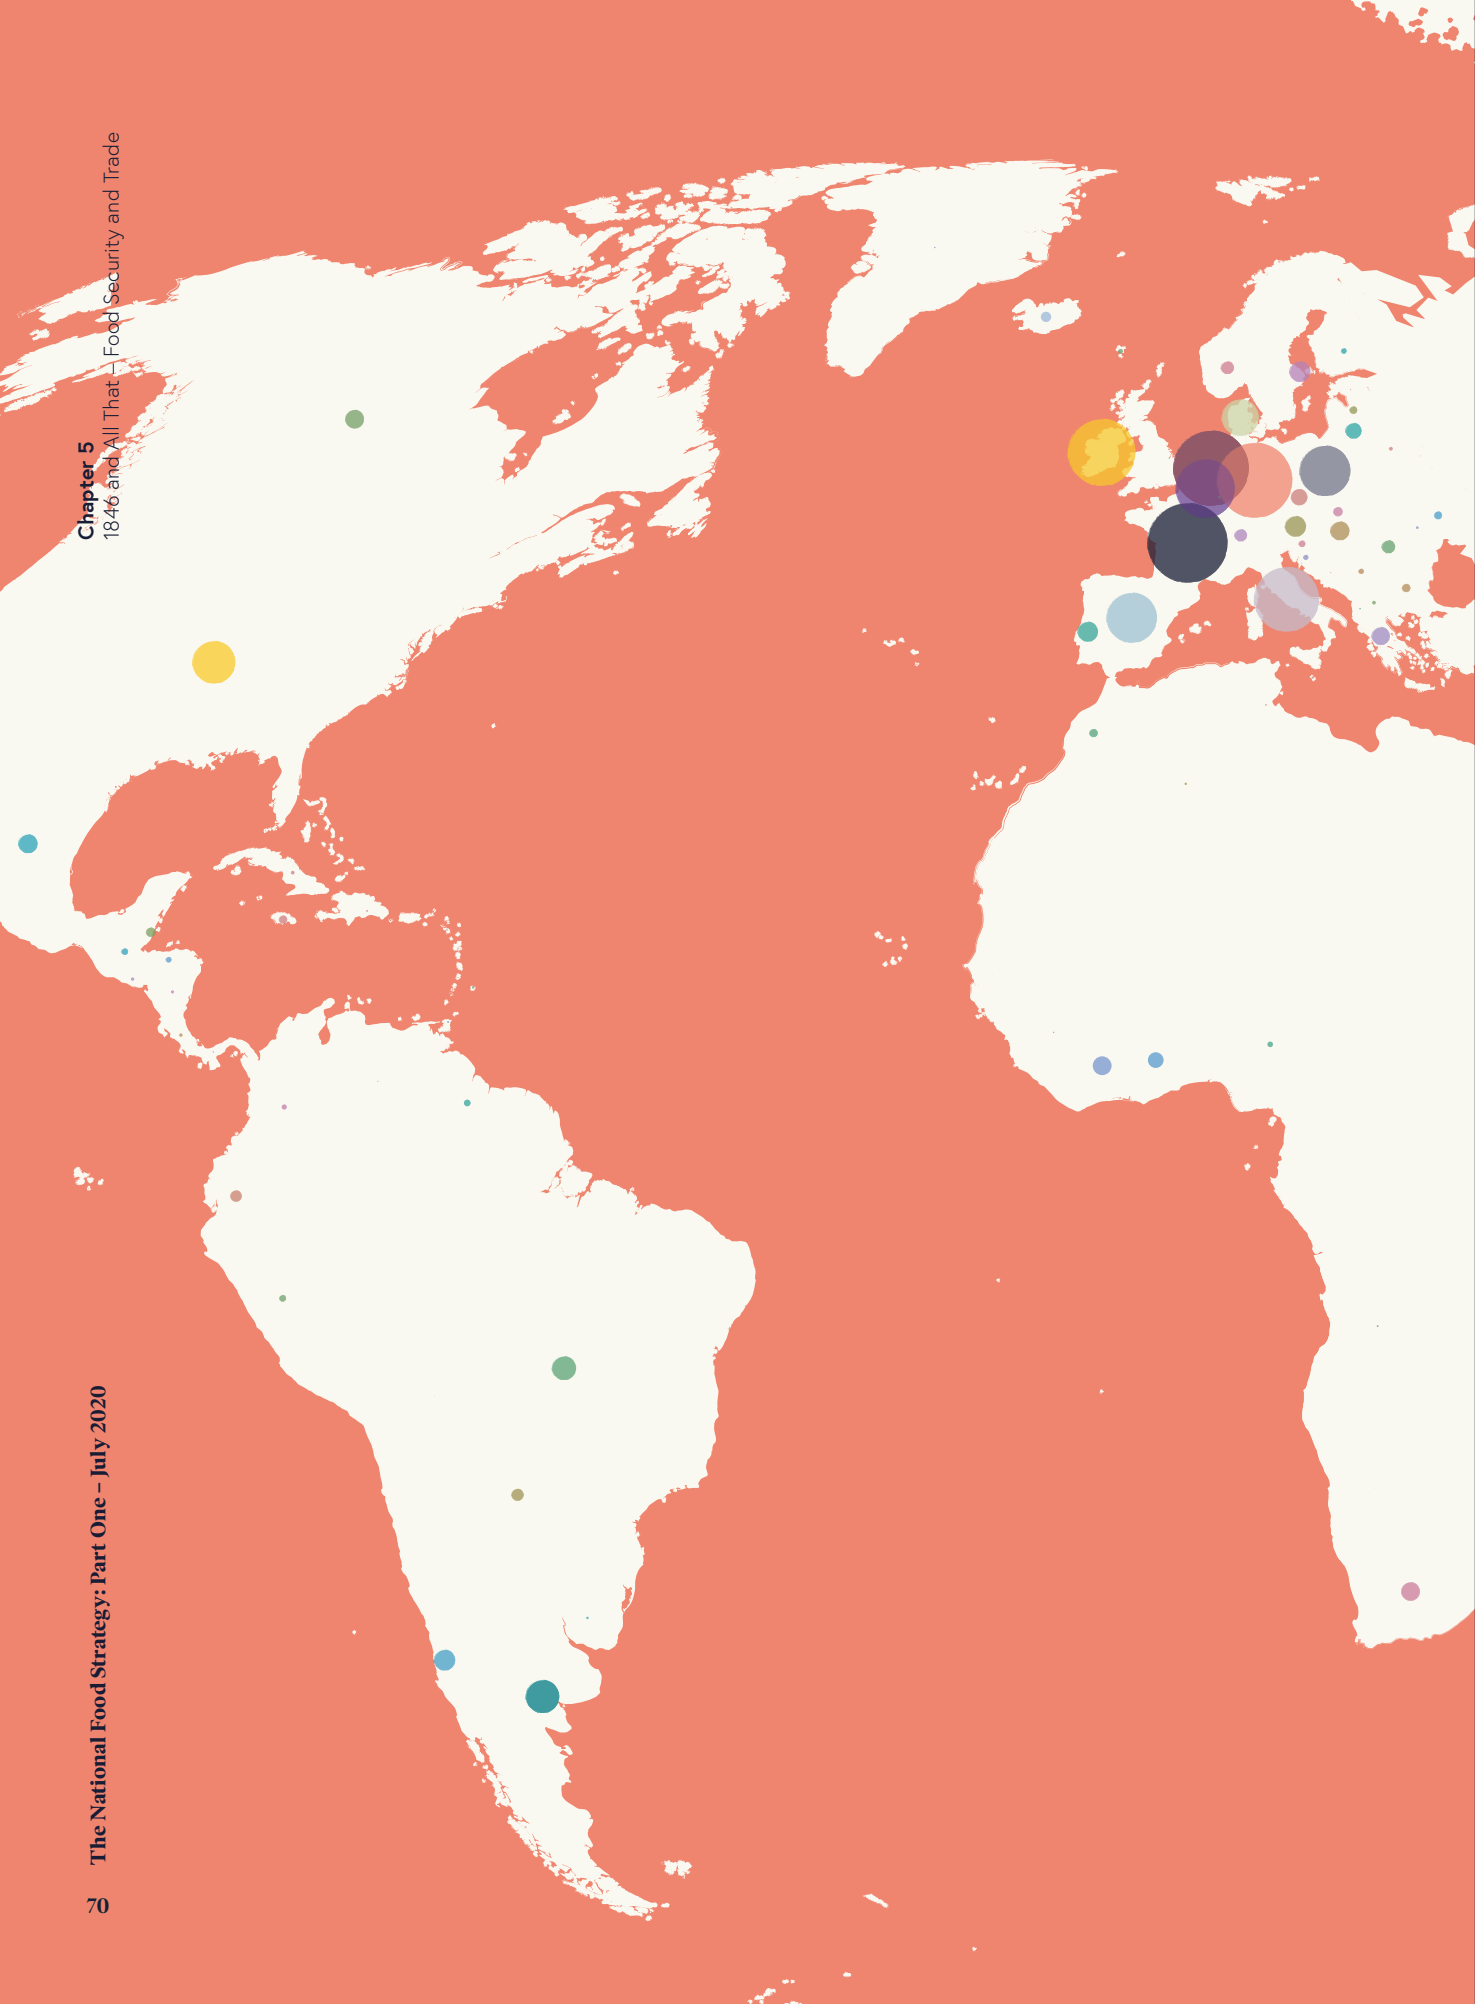 Chapter 5
1846 and All That – Food Security and Trade
The National Food Strategy: Part One – July 2020
70